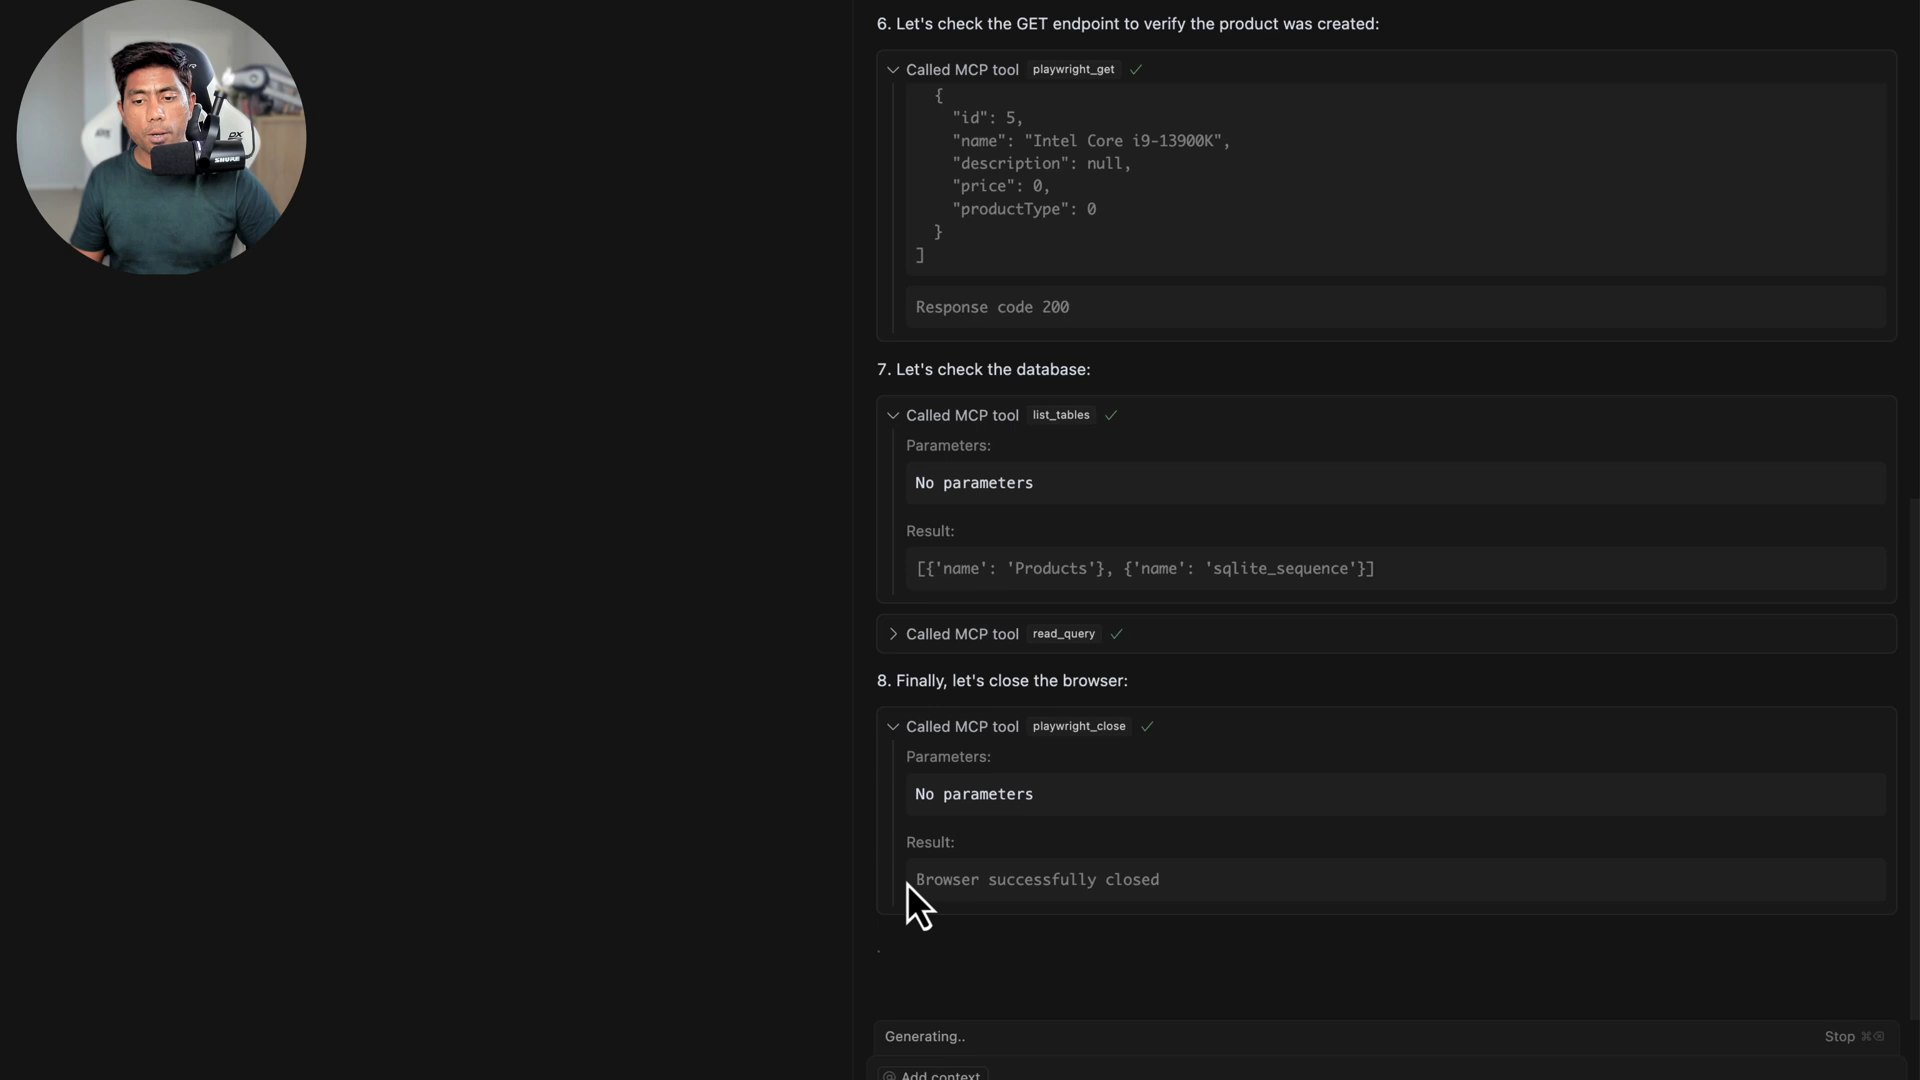 6. Let's check the GET endpoint to verify the product was created:
Called MCP tool playwright_get
{
"id": 5,
"name": "Intel Core i9-13900K",
"description": null,
"price": 0,
"productType": 0
}
]
Response code 200
7. Let's check the database:
Called MCP tool list_tables
Parameters:
No parameters
Result:
[{'name': 'Products'}, {'name': 'sqlite_sequence'}]
Called MCP tool read_query
8. Finally, let's close the browser:
Called MCP tool playwright_close
Parameters:
No parameters
Result:
Browser successfully closed
Generating..
Stop ⌘⌫
@ Add context
DX
SHURE